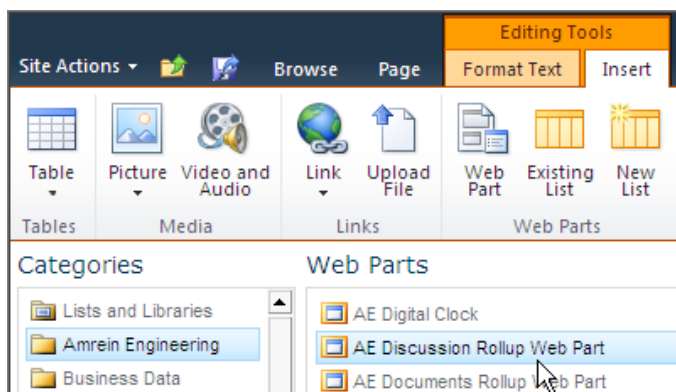 Editing Tools
Site Actions Browse Page Format Text Insert
Table Picture Video and Audio Link Upload File Web Part Existing List New List
Tables Media Links Web Parts
Categories Web Parts
Lists and Libraries AE Digital Clock
Amrein Engineering AE Discussion Rollup Web Part
Business Data AE Documents Rollup Web Part